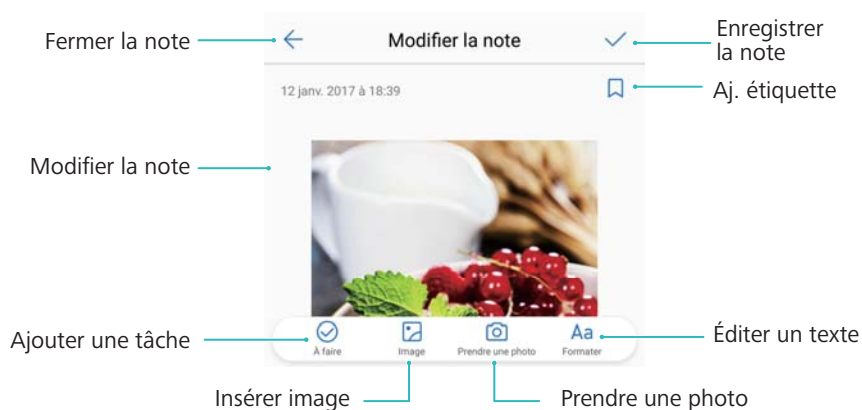 Fermer la note
Modifier la note
Enregistrer
la note
12 janv. 2017 à 18:39
Aj. étiquette
Modifier la note
Ajouter une tâche
À faire
Image
Prendre une photo
Aa
Formater
Éditer un texte
Insérer image
Prendre une photo